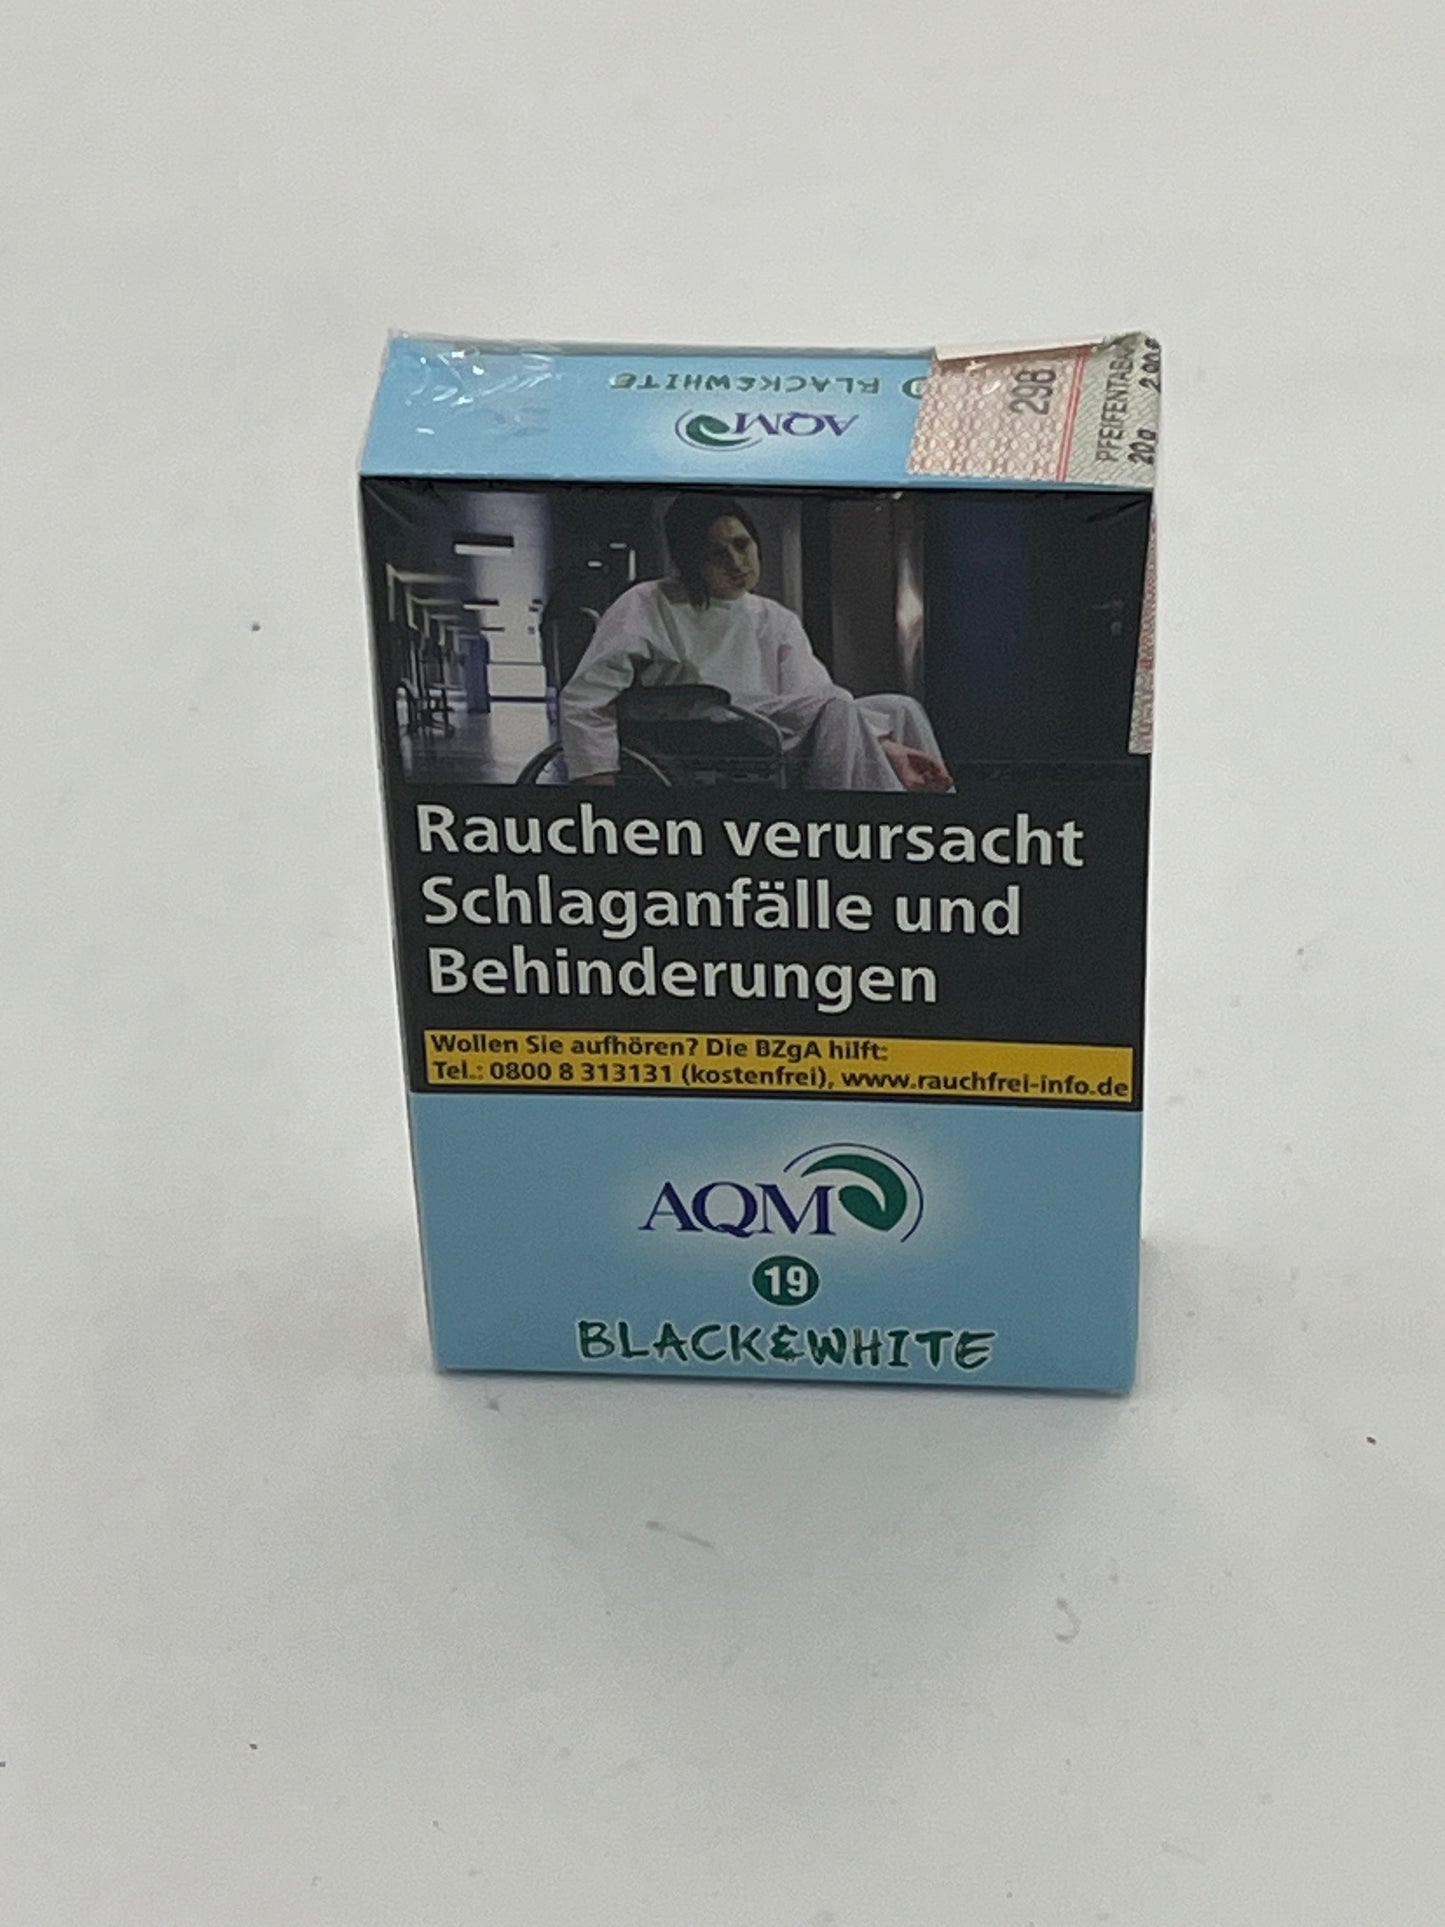 BLACK&WHITE
AQM
298
PFEIFENTABA
20g
Rauchen verursacht
Schlaganfälle und
Behinderungen
Wollen Sie aufhören? Die BZgA hilft:
Tel.: 0800 8 313131 (kostenfrei), www.rauchfrei-info.de
AQM
19
BLACK&WHITE